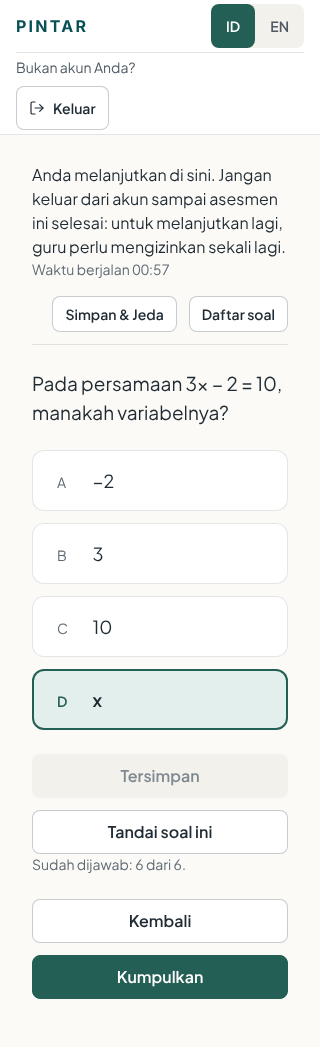 PINTAR
ID
EN
Bukan akun Anda?
Keluar
Anda melanjutkan di sini. Jangan
keluar dari akun sampai asesmen
ini selesai: untuk melanjutkan lagi,
guru perlu mengizinkan sekali lagi.
Waktu berjalan 00:57
Simpan & Jeda
Daftar soal
Pada persamaan 3× − 2 = 10,
manakah variabelnya?
A −2
B 3
C 10
D x
Tersimpan
Tandai soal ini
Sudah dijawab: 6 dari 6.
Kembali
Kumpulkan